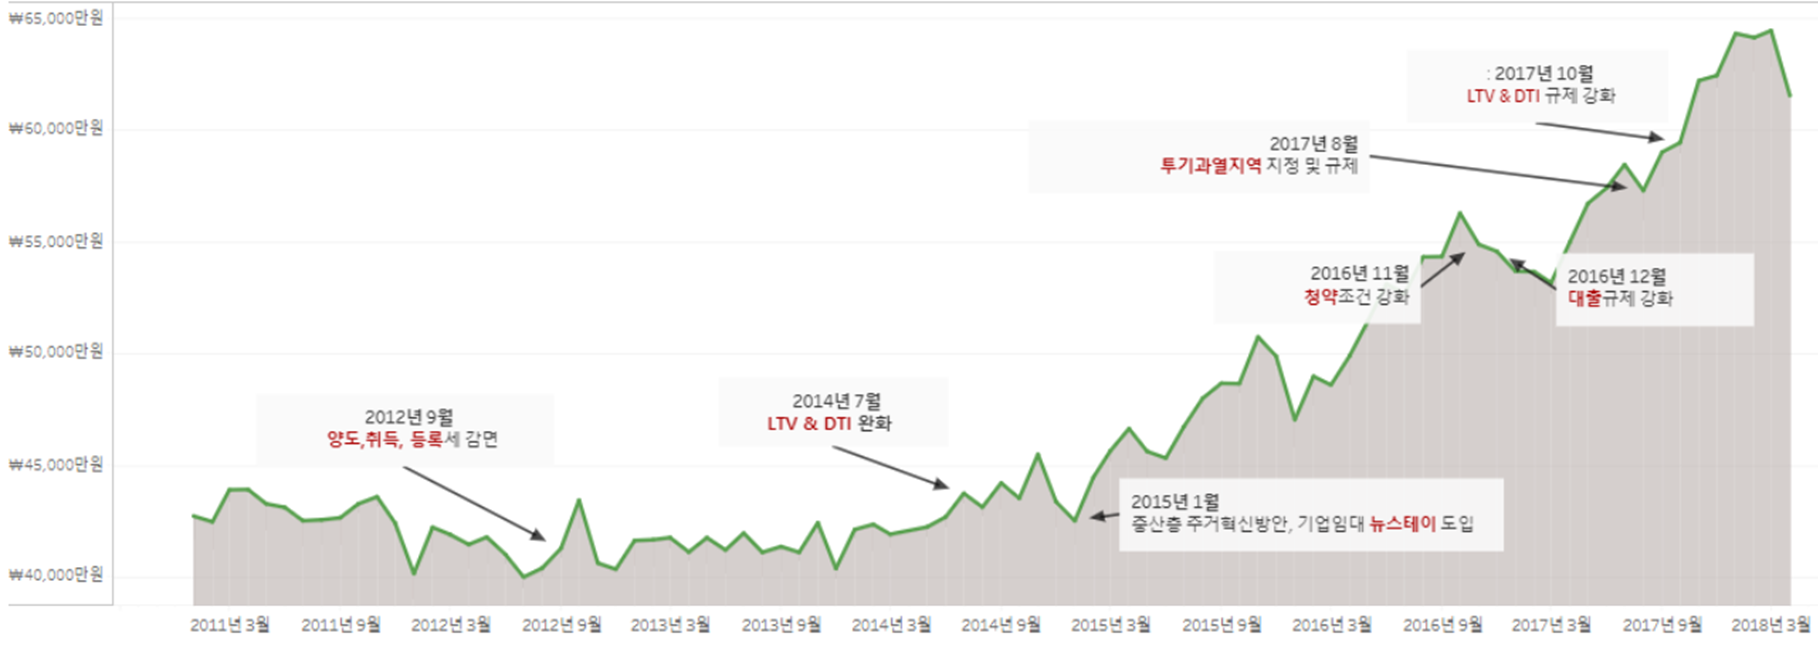 ₩65,000만원
₩60,000만원
₩55,000만원
₩50,000만원
₩45,000만원
₩40,000만원
: 2017년 10월
LTV & DTI 규제 강화
2017년 8월
투기과열지역 지정 및 규제
2016년 11월
청약조건 강화
2016년 12월
대출규제 강화
2014년 7월
LTV & DTI 완화
2012년 9월
양도,취득, 등록세 감면
2015년 1월
중산층 주거혁신방안, 기업임대 뉴스테이 도입
2011년 3월
2011년 9월
2012년 3월
2012년 9월
2013년 3월
2013년 9월
2014년 3월
2014년 9월
2015년 3월
2015년 9월
2016년 3월
2016년 9월
2017년 3월
2017년 9월
2018년 3월